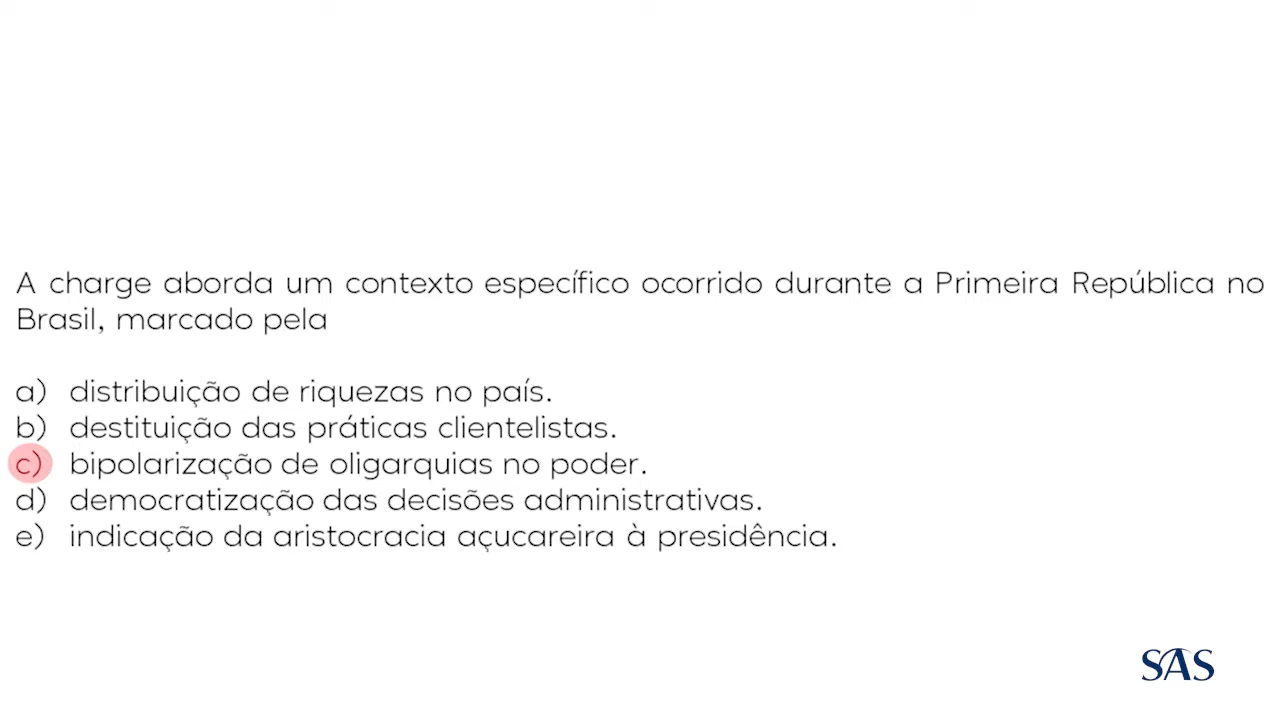 A charge aborda um contexto específico ocorrido durante a Primeira República no
Brasil, marcado pela
a) distribuição de riquezas no país.
b) destituição das práticas clientelistas.
c) bipolarização de oligarquias no poder.
d) democratização das decisões administrativas.
e) indicação da aristocracia açucareira à presidência.
SAS